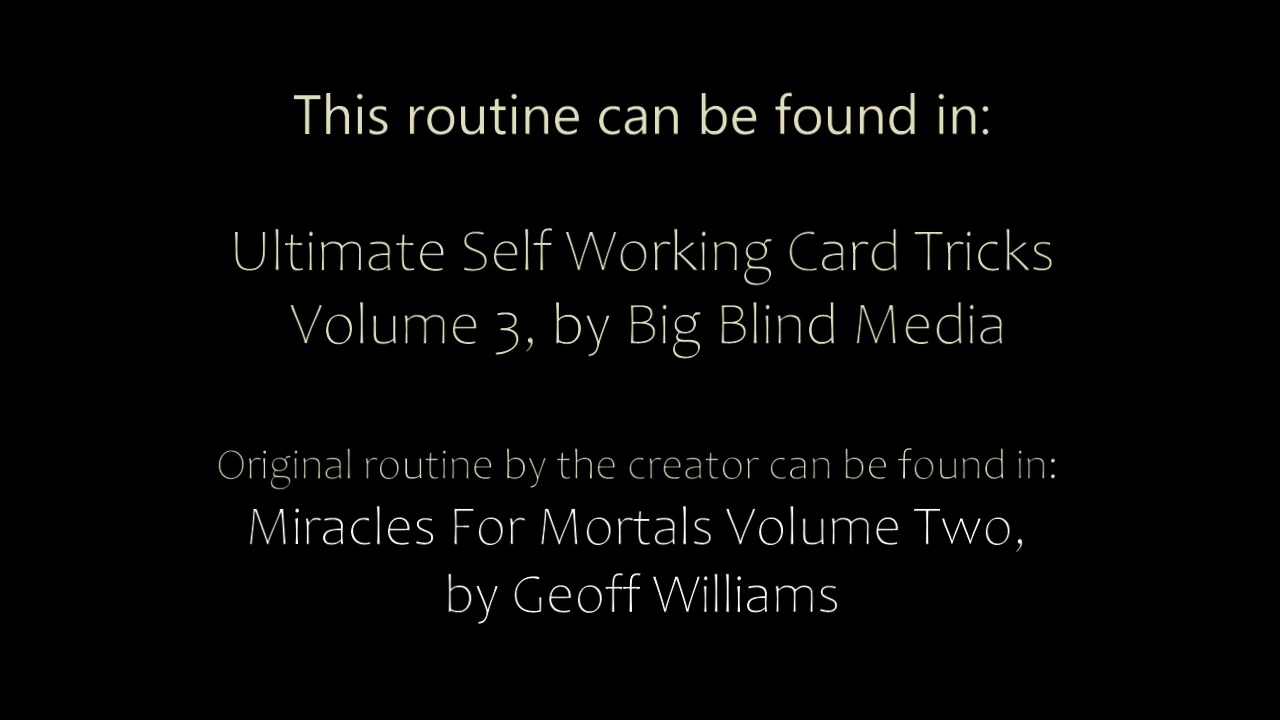 This routine can be found in:
Ultimate Self Working Card Tricks
Volume 3, by Big Blind Media
Original routine by the creator can be found in:
Miracles For Mortals Volume Two,
by Geoff Williams